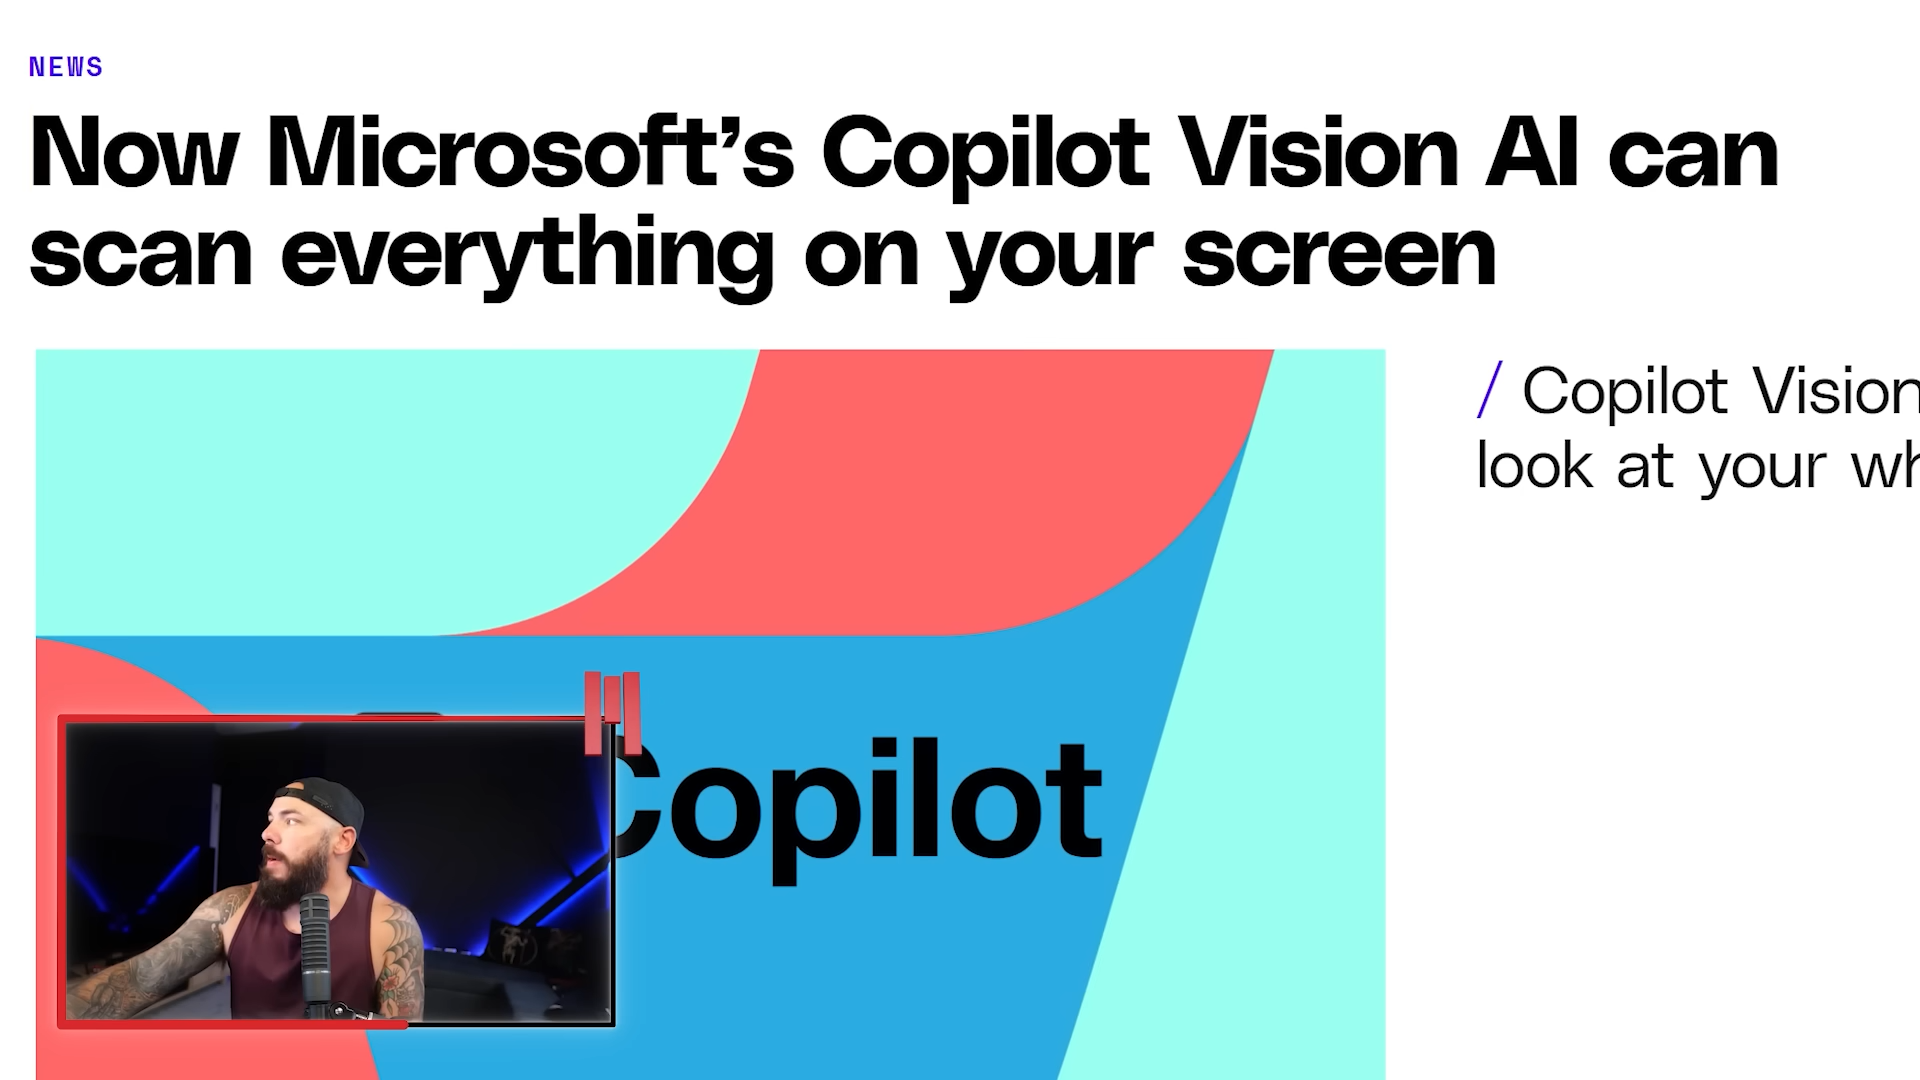 NEWS
Now Microsoft’s Copilot Vision AI can
scan everything on your screen
/ Copilot Vision
look at your
Copilot